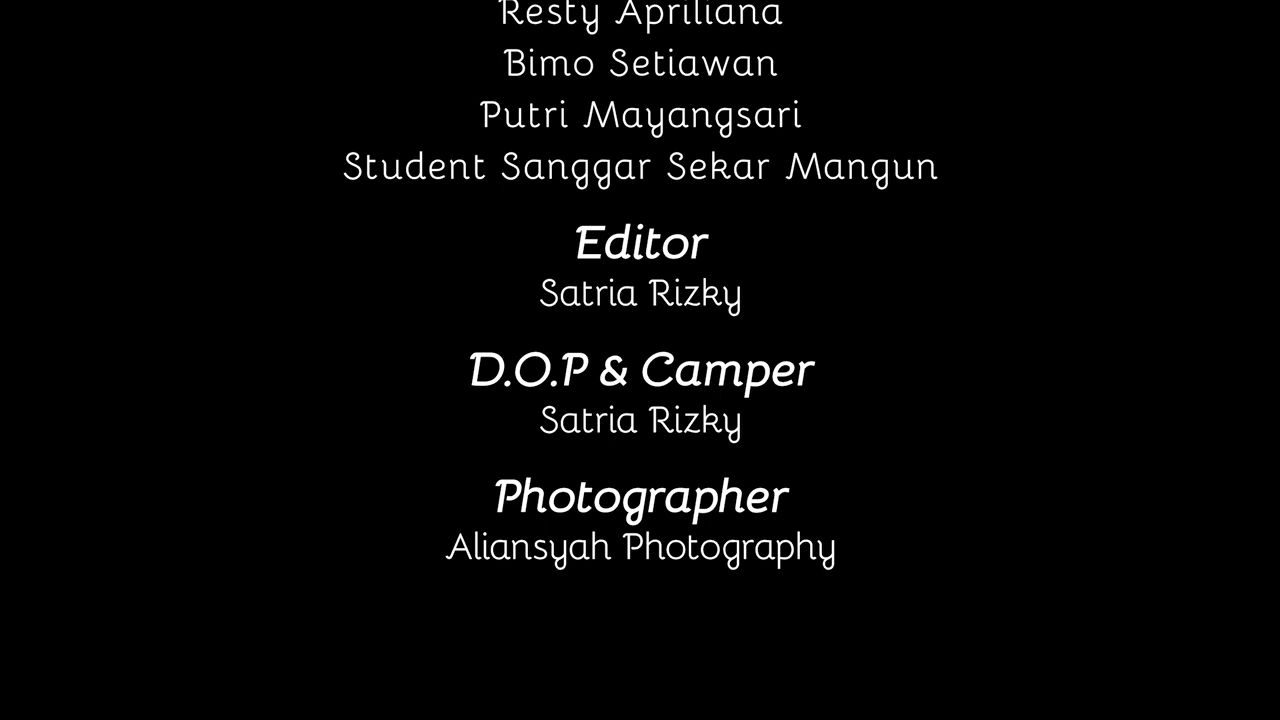 Resty Apriliana
Bimo Setiawan
Putri Mayangsari
Student Sanggar Sekar Mangun
Editor
Satria Rizky
D.O.P & Camper
Satria Rizky
Photographer
Aliansyah Photography